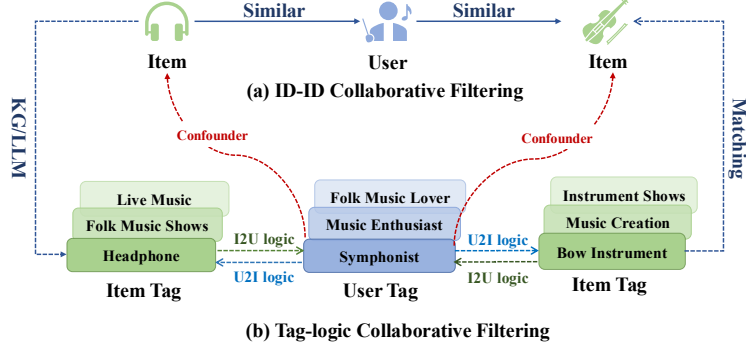 Similar
Similar
Item
User
Item
(a) ID-ID Collaborative Filtering
KG/LLM
Confounder
Confounder
Matching
Live Music
Folk Music Shows
Headphone
Item Tag
I2U logic
U2I logic
Folk Music Lover
Music Enthusiast
Symphonist
User Tag
U2I logic
I2U logic
Instrument Shows
Music Creation
Bow Instrument
Item Tag
(b) Tag-logic Collaborative Filtering